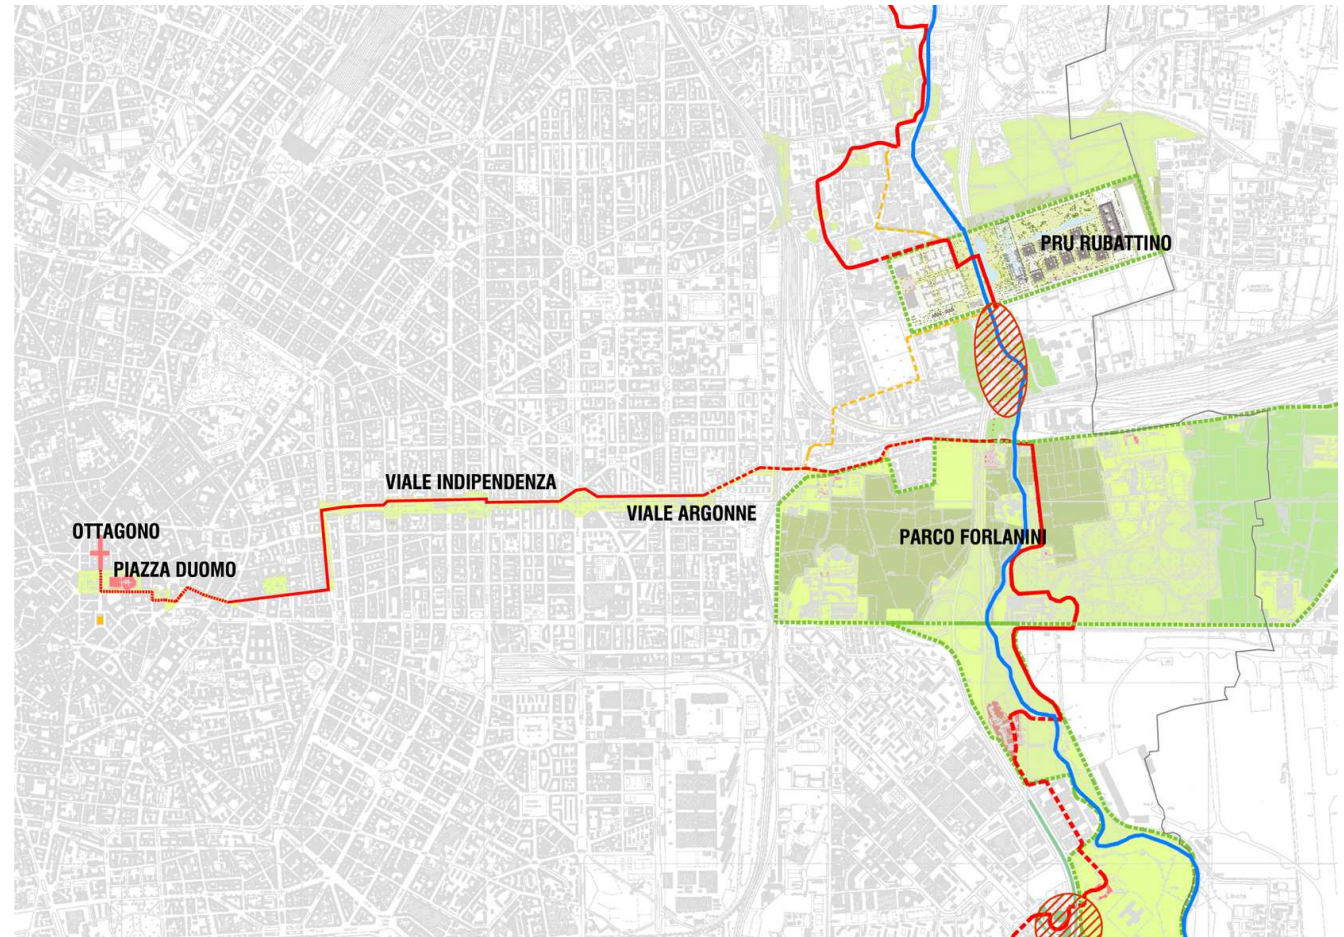 PRU RUBATTINO
VIALE INDIPENDENZA
VIALE ARGONNE
OTTAGONO
PARCO FORLANINI
PIAZZA DUOMO